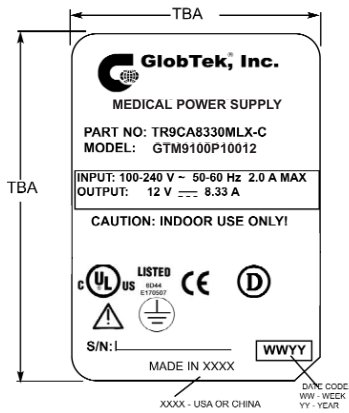 TBA
GlobTek®, Inc.
MEDICAL POWER SUPPLY
PART NO: TR9CA8330MLX-C
MODEL: GTM9100P10012
TBA
INPUT: 100-240 V ~ 50-60 Hz 2.0 A MAX
OUTPUT: 12 V 8.33 A
CAUTION: INDOOR USE ONLY!
C UL US
LISTED
6D44
E170507
CE
D
S/N:
WWYY
MADE IN XXXX
XXXX - USA OR CHINA
DATE CODE
WW - WEEK
YY - YEAR